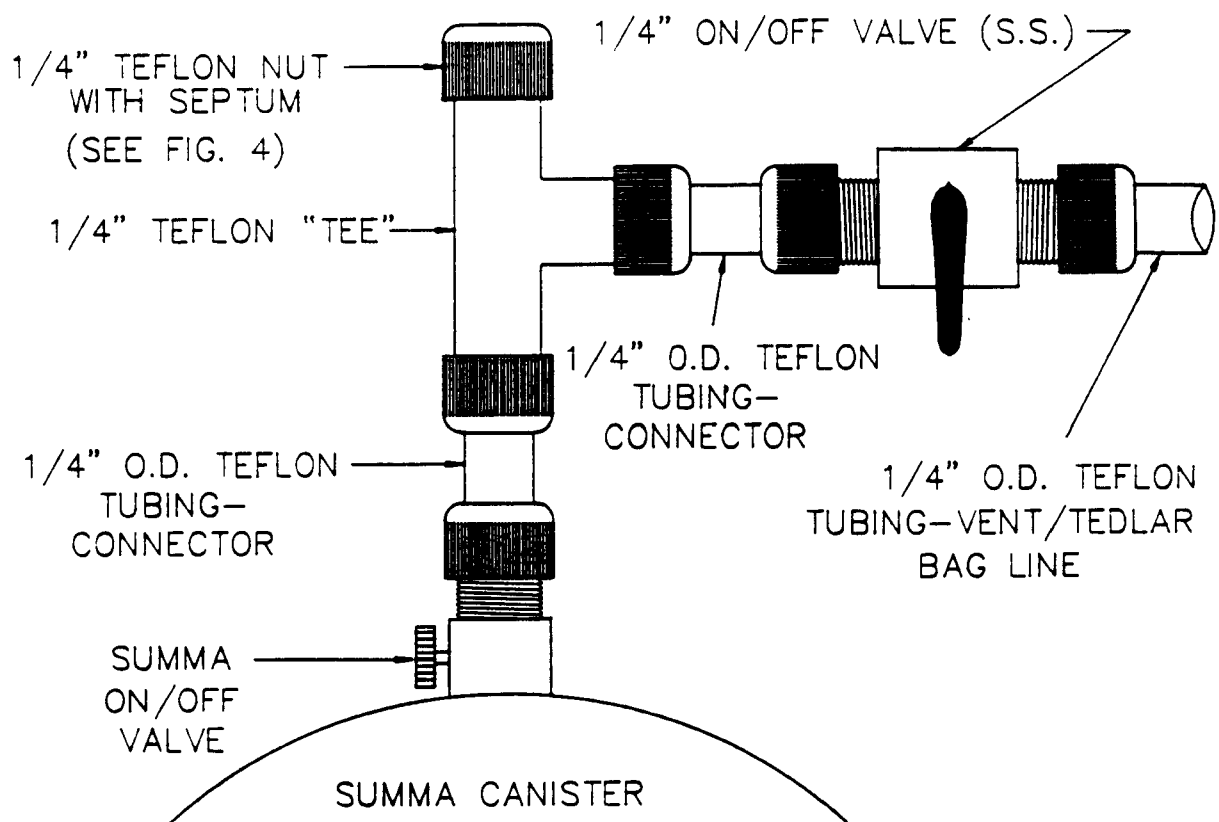 1/4" ON/OFF VALVE (S.S.)
1/4" TEFLON NUT
WITH SEPTUM
(SEE FIG. 4)
1/4" TEFLON "TEE"
1/4" O.D. TEFLON
TUBING-
CONNECTOR
1/4" O.D. TEFLON
TUBING-
CONNECTOR
1/4" O.D. TEFLON
TUBING-VENT/TEDLAR
BAG LINE
SUMMA
ON/OFF
VALVE
SUMMA CANISTER